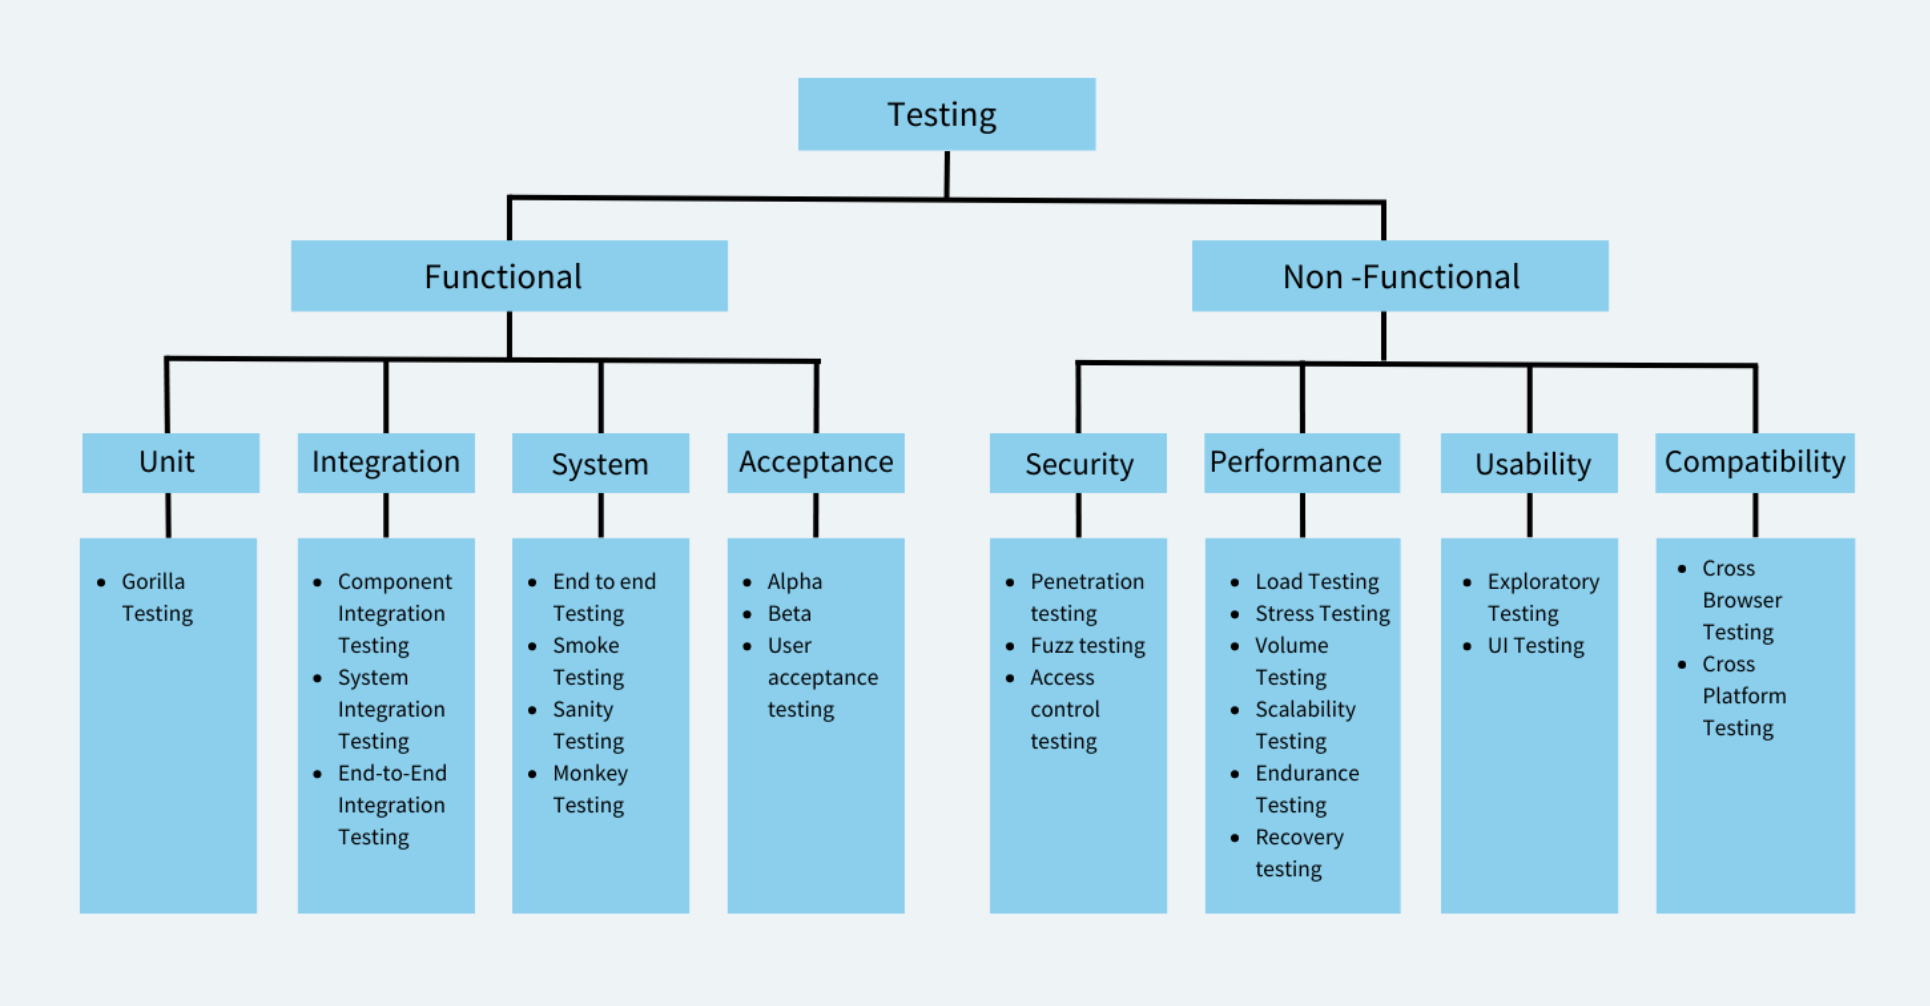 Testing
Functional
Non -Functional
Unit
Integration
System
Acceptance
Security
Performance
Usability
Compatibility
Gorilla
Testing
Component
Integration
Testing
System
Integration
Testing
End-to-End
Integration
Testing
End to end
Testing
Smoke
Testing
Sanity
Testing
Monkey
Testing
Alpha
Beta
User
acceptance
testing
Penetration
testing
Fuzz testing
Access
control
testing
Load Testing
Stress Testing
Volume
Testing
Scalability
Testing
Endurance
Testing
Recovery
testing
Exploratory
Testing
UI Testing
Cross
Browser
Testing
Cross
Platform
Testing